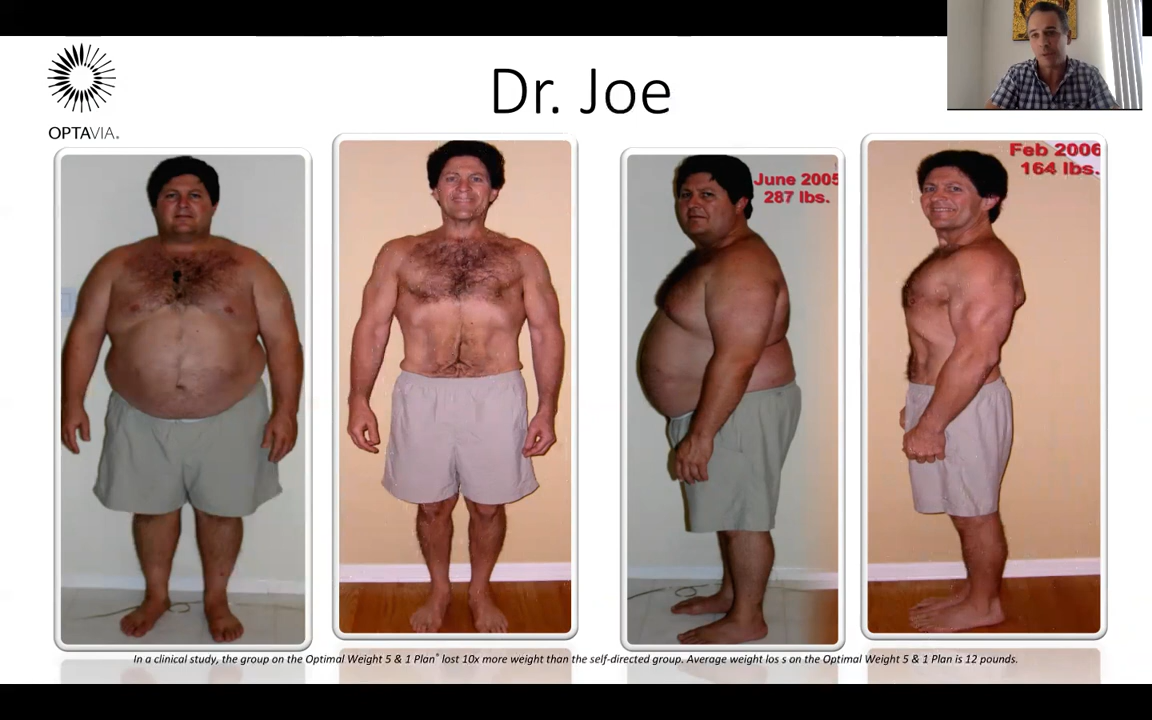 Dr. Joe
OPTAVIA.
June 2005
287 lbs.
Feb 2006
164 lbs.
In a clinical study, the group on the Optimal Weight 5 & 1 Plan® lost 10x more weight than the self-directed group. Average weight los s on the Optimal Weight 5 & 1 Plan is 12 pounds.